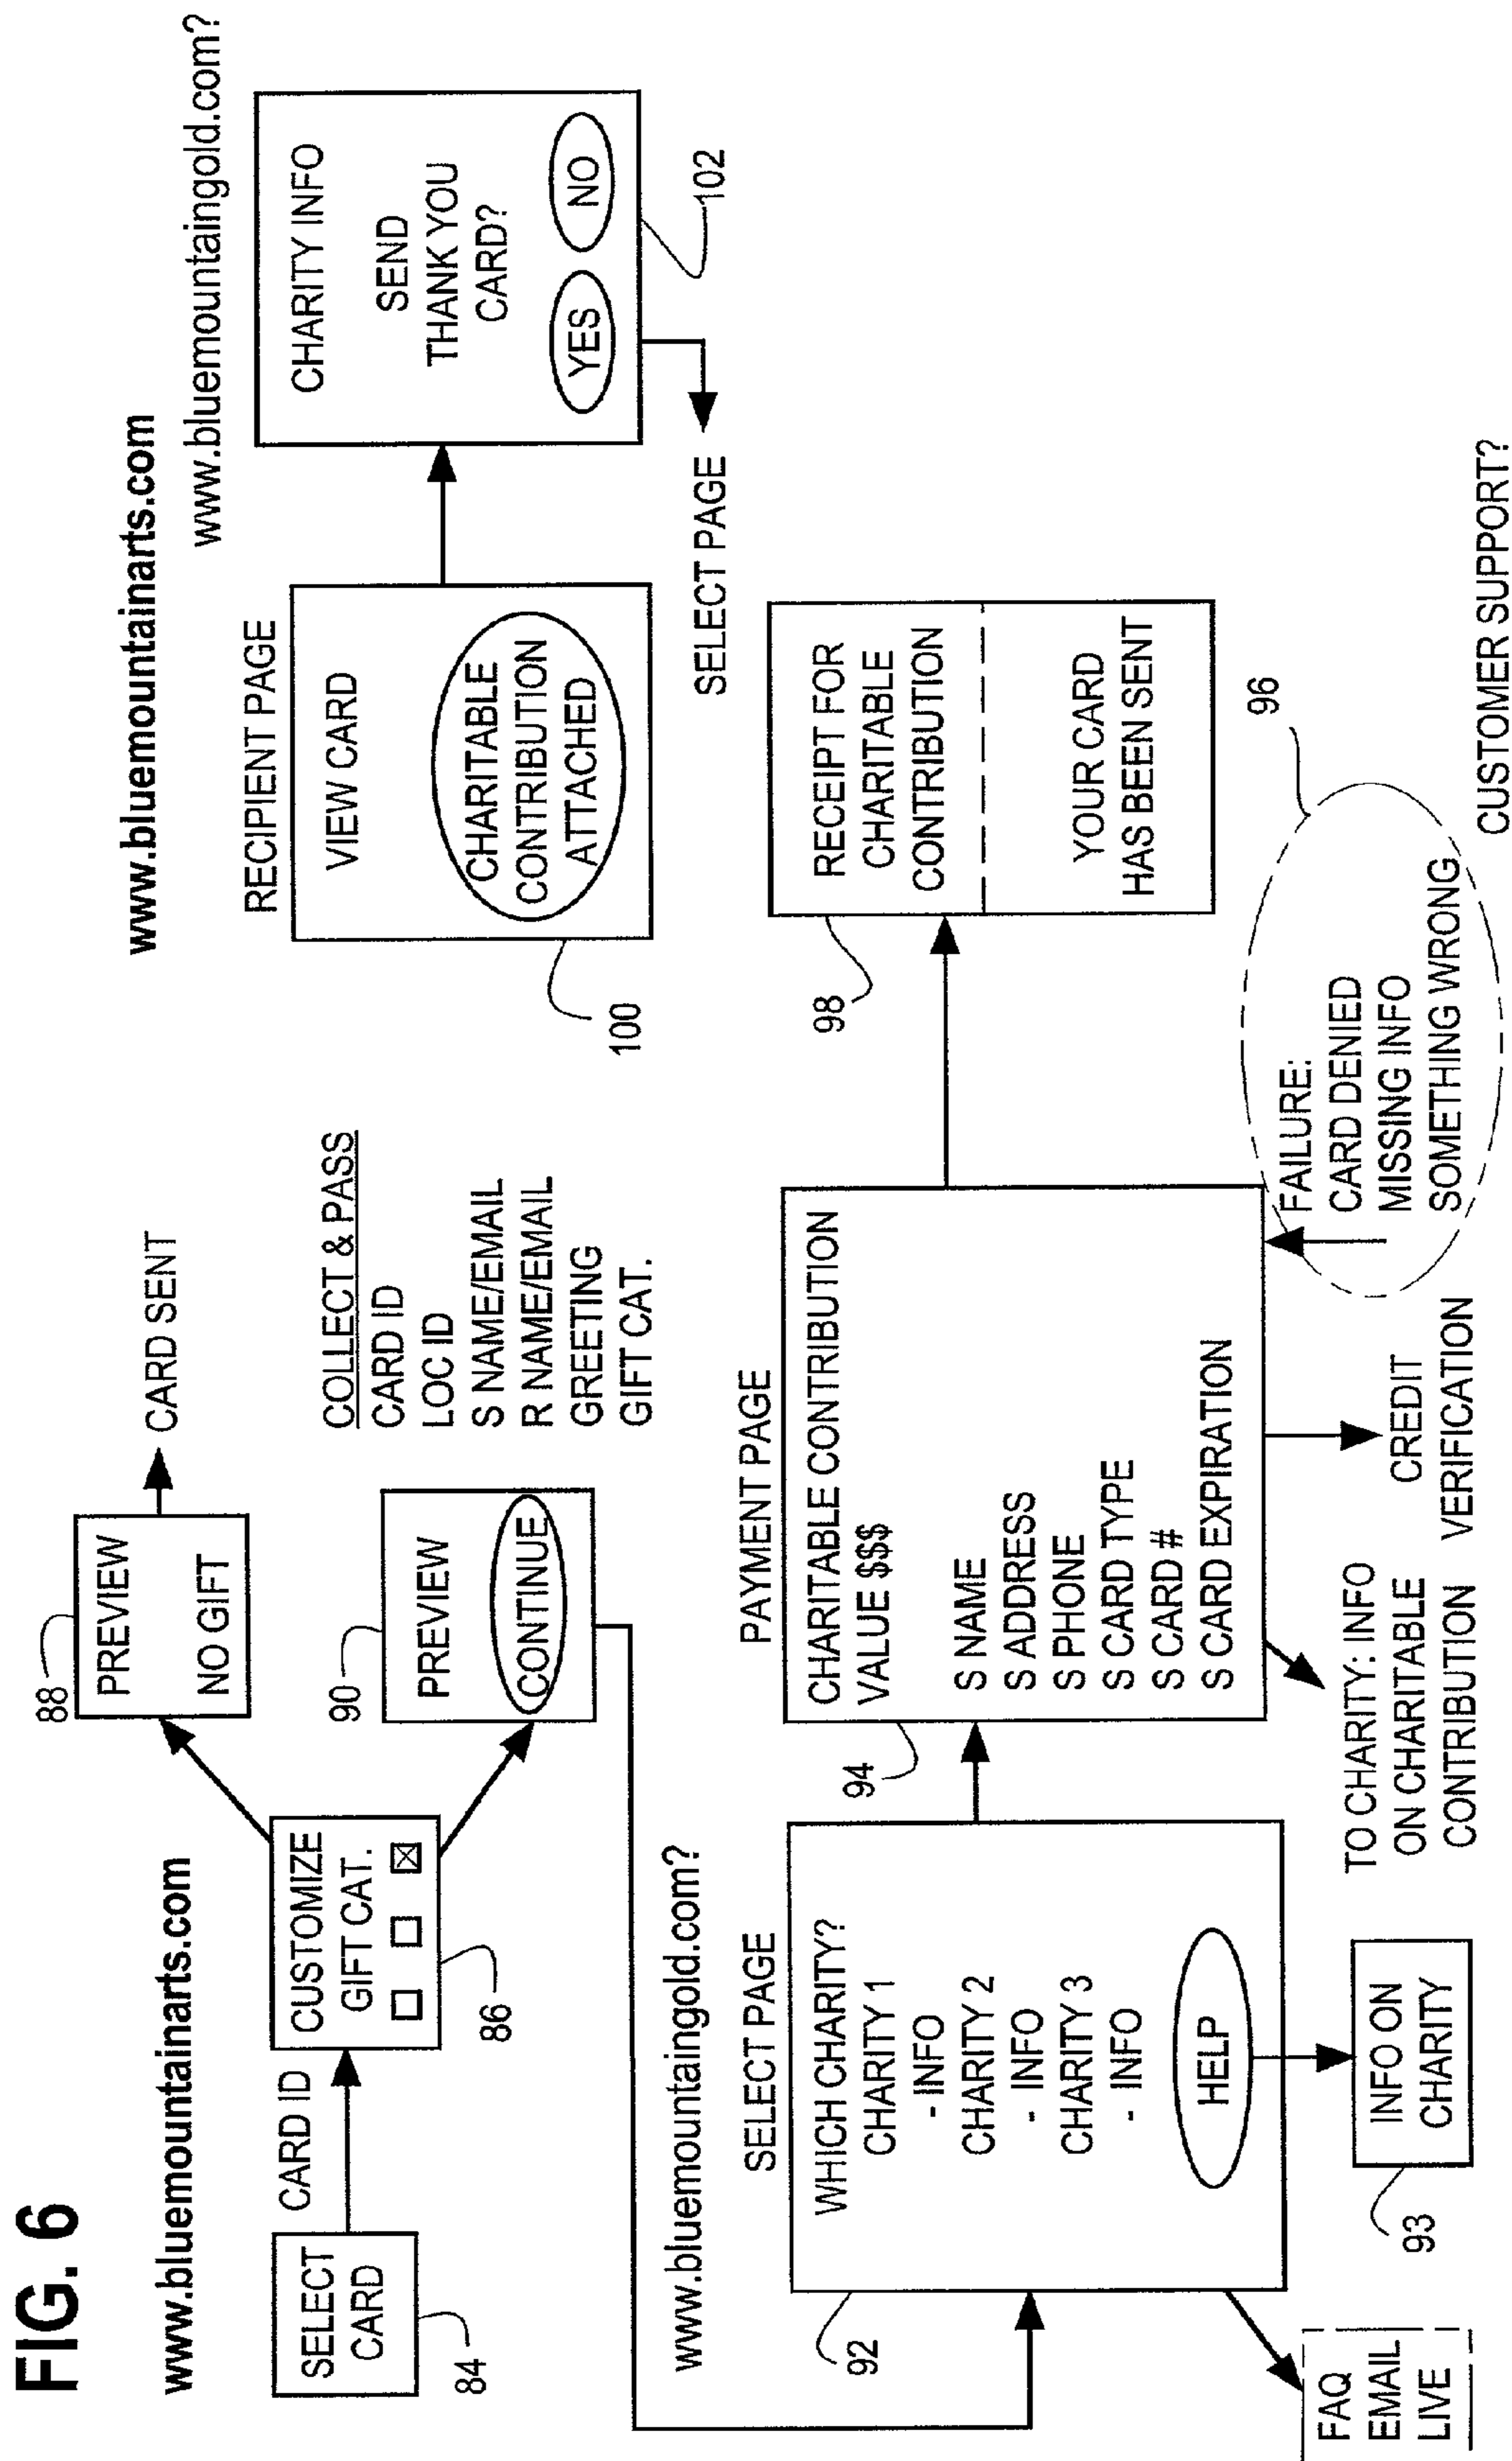 FIG. 6
www.bluemountainarts.com
SELECT
CARD
84
CARD ID
CUSTOMIZE
GIFT CAT.
86
88
PREVIEW
NO GIFT
CARD SENT
90
PREVIEW
CONTINUE
COLLECT & PASS
CARD ID
LOC ID
S NAME/EMAIL
R NAME/EMAIL
GREETING
GIFT CAT.
www.bluemountainarts.com
www.bluemountaingold.com?
RECIPIENT PAGE
VIEW CARD
CHARITABLE
CONTRIBUTION
ATTACHED
100
CHARITY INFO
SEND
THANK YOU
CARD?
YES
NO
102
SELECT PAGE
www.bluemountaingold.com?
SELECT PAGE
92
WHICH CHARITY?
CHARITY 1
- INFO
CHARITY 2
- INFO
CHARITY 3
- INFO
HELP
FAQ
EMAIL
LIVE
93
INFO ON
CHARITY
PAYMENT PAGE
94
CHARITABLE CONTRIBUTION
VALUE $$$
S NAME
S ADDRESS
S PHONE
S CARD TYPE
S CARD #
S CARD EXPIRATION
TO CHARITY: INFO
ON CHARITABLE
CONTRIBUTION
CREDIT
VERIFICATION
98
RECEIPT FOR
CHARITABLE
CONTRIBUTION
YOUR CARD
HAS BEEN SENT
96
FAILURE:
CARD DENIED
MISSING INFO
SOMETHING WRONG
CUSTOMER SUPPORT?